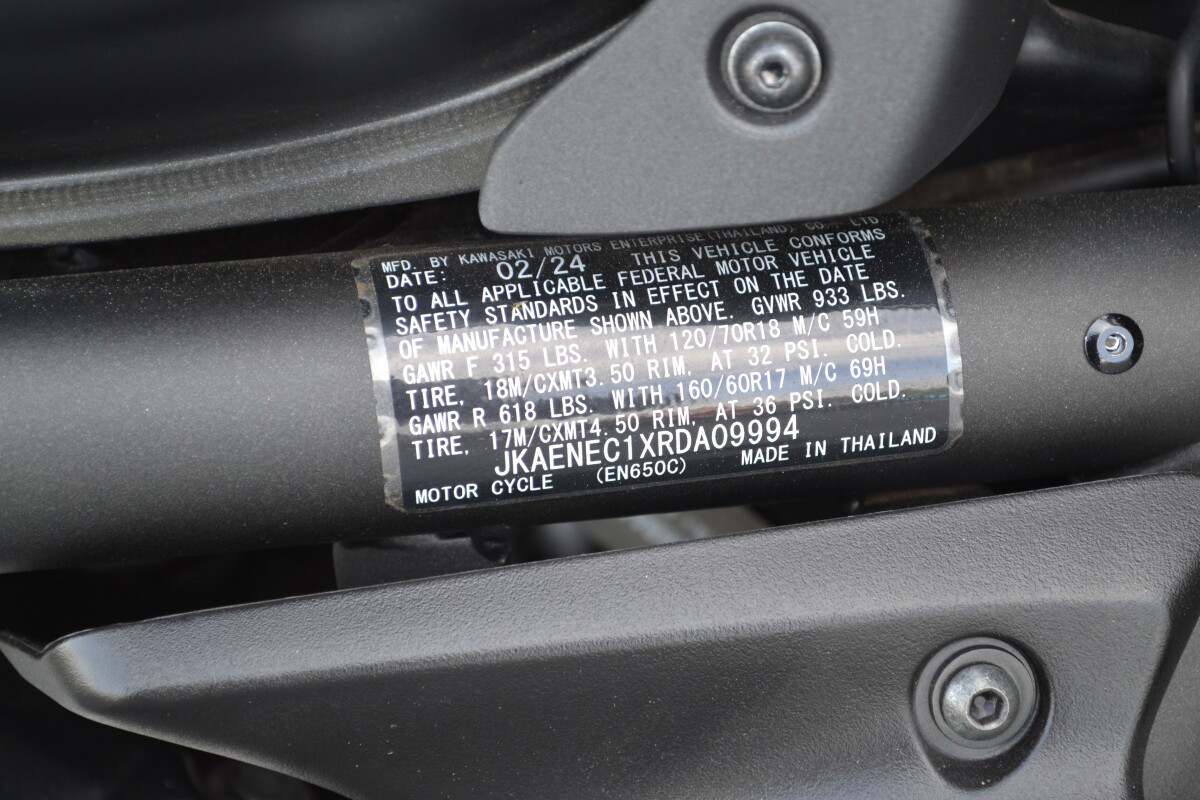 MFD. BY KAWASAKI MOTORS ENTERPRISE(THAILAND) CO., LTD
DATE: 02/24 THIS VEHICLE CONFORMS
TO ALL APPLICABLE FEDERAL MOTOR VEHICLE
SAFETY STANDARDS IN EFFECT ON THE DATE
OF MANUFACTURE SHOWN ABOVE. GVWR 933 LBS.
GAWR F 315 LBS. WITH 120/70R18 M/C 59H
TIRE, 18M/CXMT3.50 RIM, AT 32 PSI. COLD.
GAWR R 618 LBS. WITH 160/60R17 M/C 69H
TIRE, 17M/CXMT4.50 RIM, AT 36 PSI. COLD.
JKAENEC1XRDA09994
MOTOR CYCLE (EN650C) MADE IN THAILAND